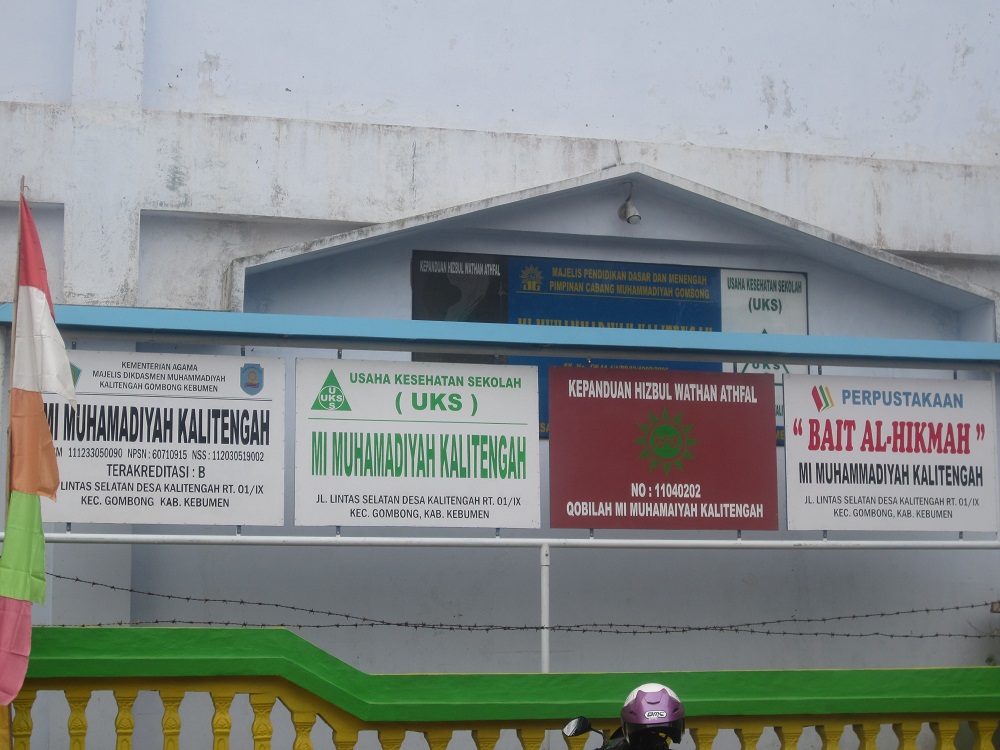 KEPANDUAN HIZBUL WATHAN ATHFAL
MAJELIS PENDIDIKAN DASAR DAN MENENGAH
PIMPINAN CABANG MUHAMMADIYAH GOMBONG
MI MUHAMMADIYAH KALITENGAH
USAHA KESEHATAN SEKOLAH
(UKS)
KEMENTERIAN AGAMA
MAJELIS DIKDASMEN MUHAMMADIYAH
KALITENGAH GOMBONG KEBUMEN
MI MUHAMADIYAH KALITENGAH
111233050090 NPSN : 60710915 NSS : 112030519002
TERAKREDITASI : B
LINTAS SELATAN DESA KALITENGAH RT. 01/IX
KEC. GOMBONG KAB. KEBUMEN
U
UKS
S
USAHA KESEHATAN SEKOLAH
( UKS )
MI MUHAMADIYAH KALITENGAH
JL. LINTAS SELATAN DESA KALITENGAH RT. 01/IX
KEC. GOMBONG, KAB. KEBUMEN
KEPANDUAN HIZBUL WATHAN ATHFAL
NO : 11040202
QOBILAH MI MUHAMAIYAH KALITENGAH
PERPUSTAKAAN
“ BAIT AL-HIKMAH ”
MI MUHAMMADIYAH KALITENGAH
JL. LINTAS SELATAN DESA KALITENGAH RT. 01/IX
KEC. GOMBONG, KAB. KEBUMEN